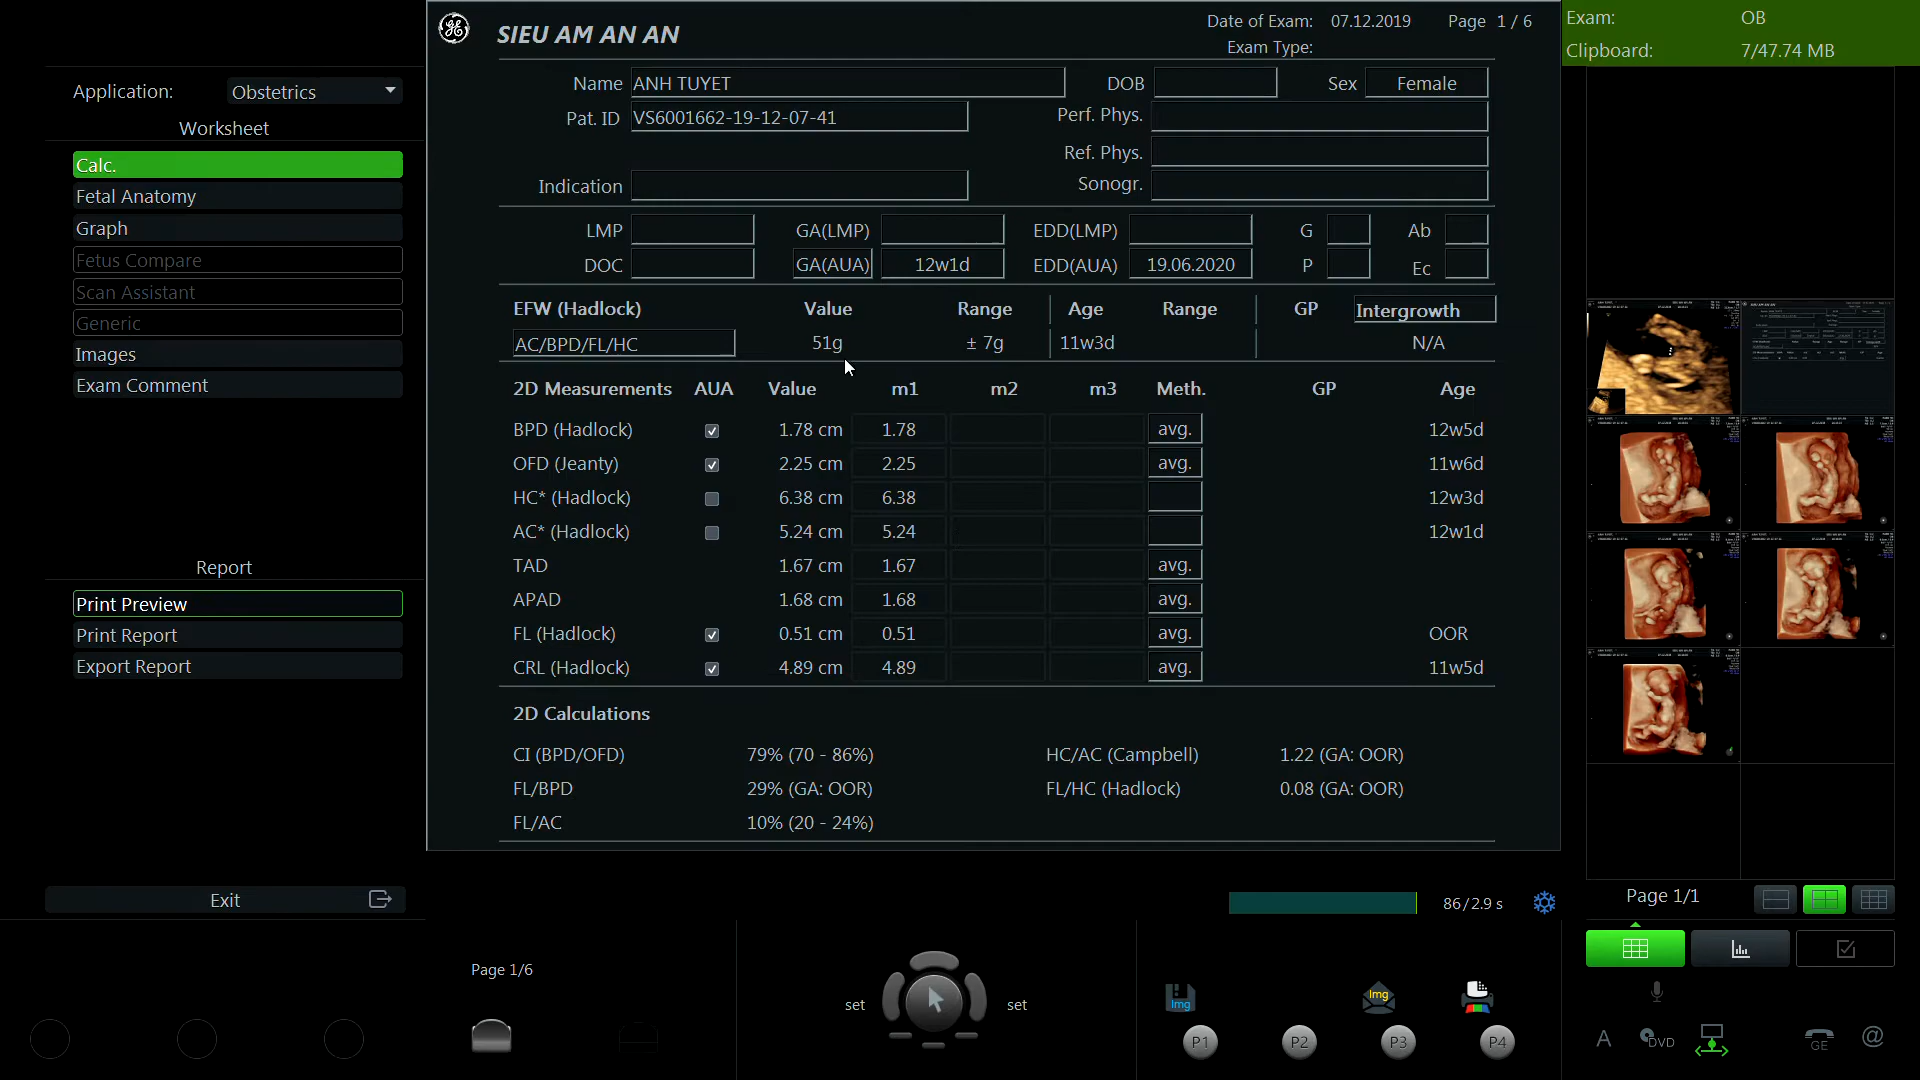 Application: Obstetrics
Worksheet
Calc.
Fetal Anatomy
Graph
Fetus Compare
Scan Assistant
Generic
Images
Exam Comment
Report
Print Preview
Print Report
Export Report
Exit
SIEU AM AN AN
Date of Exam: 07.12.2019 Page 1 / 6
Exam Type:
Name ANH TUYET DOB Sex Female
Pat. ID VS6001662-19-12-07-41 Perf. Phys.
Ref. Phys.
Indication Sonogr.
LMP GA(LMP) EDD(LMP) G Ab
DOC GA(AUA) 12w1d EDD(AUA) 19.06.2020 P Ec
EFW (Hadlock) Value Range Age Range GP Intergrowth
AC/BPD/FL/HC 51g ± 7g 11w3d N/A
2D Measurements AUA Value m1 m2 m3 Meth. GP Age
BPD (Hadlock) 1.78 cm 1.78 avg. 12w5d
OFD (Jeanty) 2.25 cm 2.25 avg. 11w6d
HC* (Hadlock) 6.38 cm 6.38 12w3d
AC* (Hadlock) 5.24 cm 5.24 12w1d
TAD 1.67 cm 1.67 avg.
APAD 1.68 cm 1.68 avg.
FL (Hadlock) 0.51 cm 0.51 avg. OOR
CRL (Hadlock) 4.89 cm 4.89 avg. 11w5d
2D Calculations
CI (BPD/OFD) 79% (70 - 86%) HC/AC (Campbell) 1.22 (GA: OOR)
FL/BPD 29% (GA: OOR) FL/HC (Hadlock) 0.08 (GA: OOR)
FL/AC 10% (20 - 24%)
86/2.9 s
Page 1/6
set set
Img Img
P1 P2 P3 P4
Exam: OB
Clipboard: 7/47.74 MB
Page 1/1
A DVD GE @